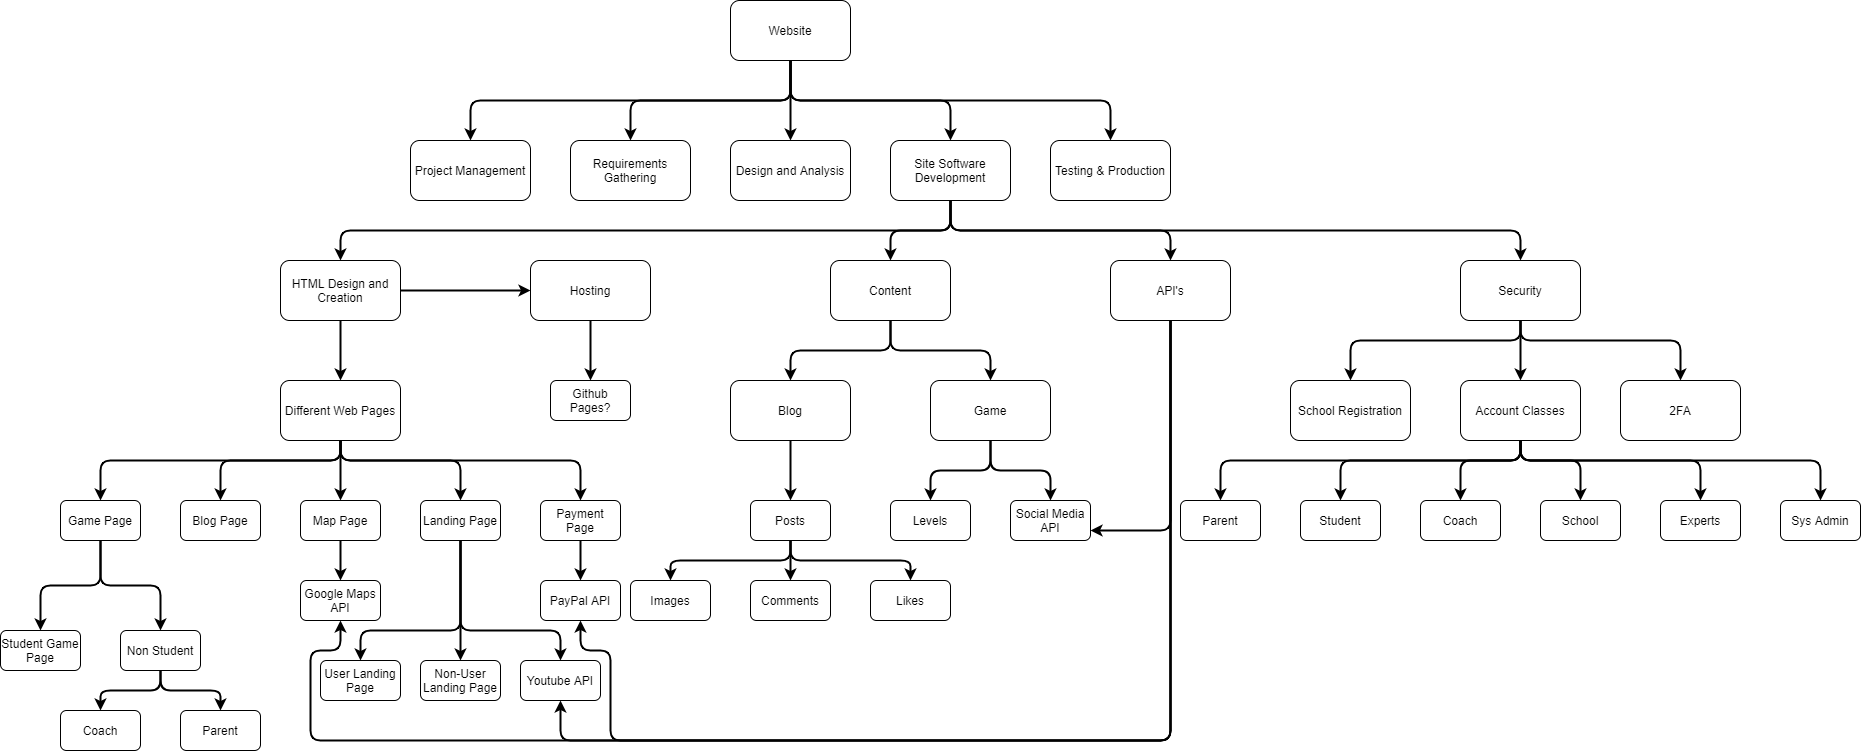 Website
Project Management
Requirements
Gathering
Design and Analysis
Site Software
Development
Testing & Production
HTML Design and
Creation
Hosting
Content
API's
Security
Different Web Pages
Github
Pages?
Blog
Game
School Registration
Account Classes
2FA
Game Page
Blog Page
Map Page
Landing Page
Payment
Page
Posts
Levels
Social Media
API
Parent
Student
Coach
School
Experts
Sys Admin
Google Maps
API
PayPal API
Images
Comments
Likes
Student Game
Page
Non Student
User Landing
Page
Non-User
Landing Page
Youtube API
Coach
Parent